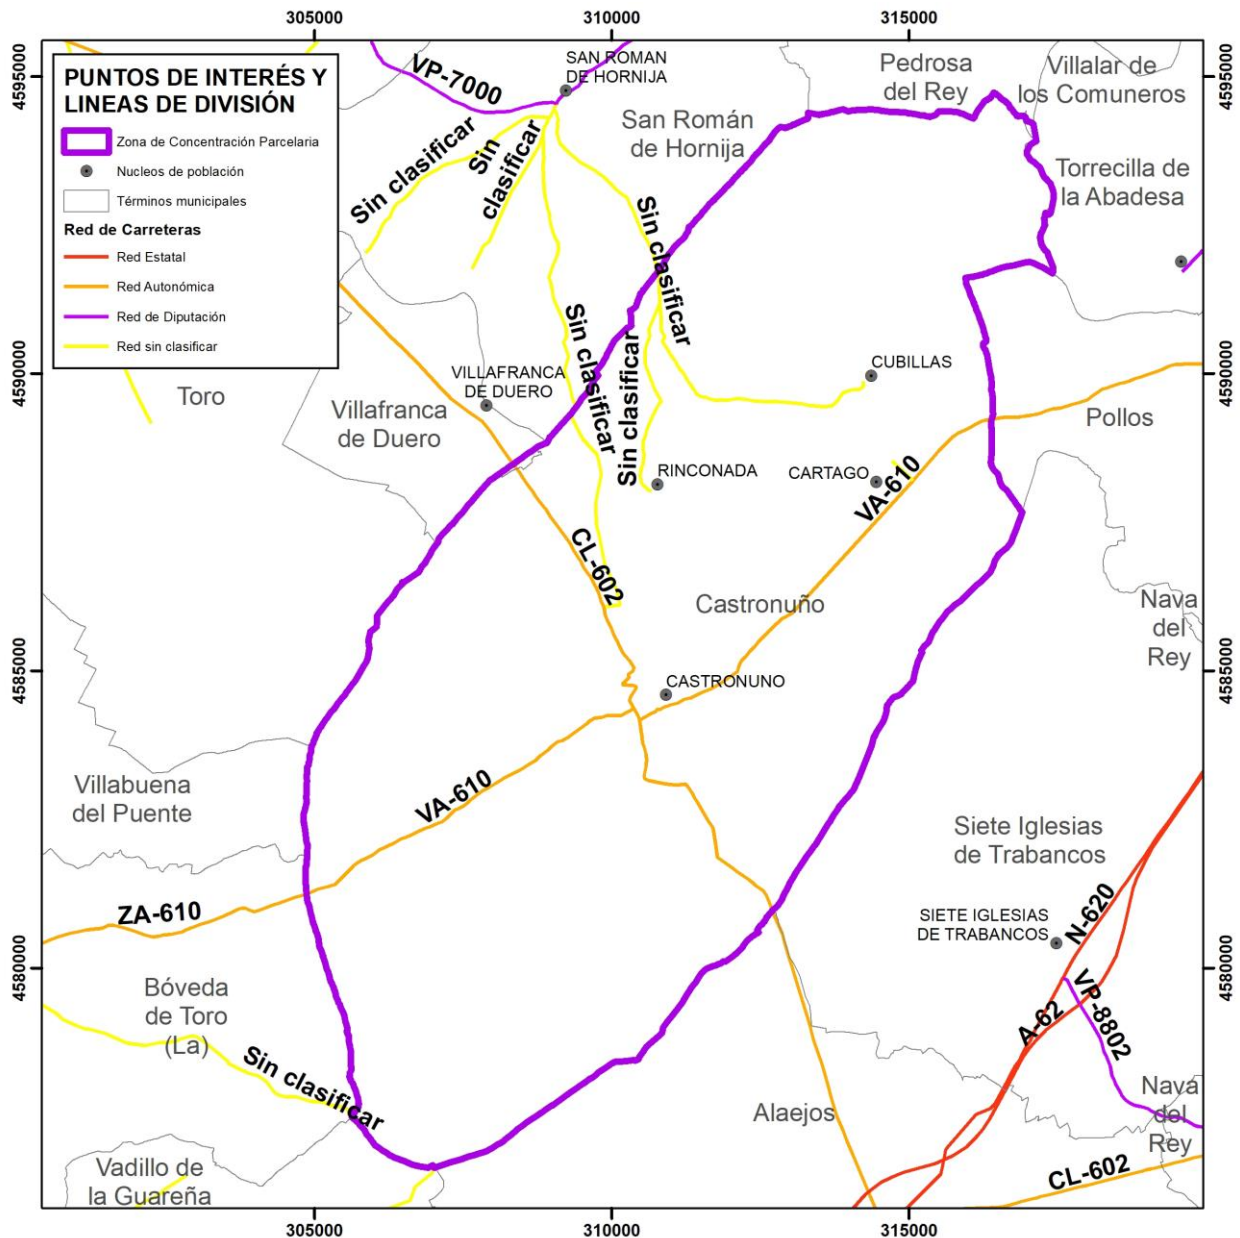 305000
310000
315000
4595000
4590000
4585000
4580000
PUNTOS DE INTERÉS Y
LINEAS DE DIVISIÓN
Zona de Concentración Parcelaria
Nucleos de población
Términos municipales
Red de Carreteras
Red Estatal
Red Autonómica
Red de Diputación
Red sin clasificar
VP-7000
SAN ROMAN
DE HORNIJA
Pedrosa
del Rey
Villalar de
los Comuneros
San Román
de Hornija
Torrecilla de
la Abadesa
Sin clasificar
Sin
clasificar
Sin clasificar
Sin clasificar
Sin clasificar
Toro
VILLAFRANCA
DE DUERO
Villafranca
de Duero
CUBILLAS
Pollos
RINCONADA
CARTAGO
VA-610
CL-602
Castronuño
Nava
del
Rey
CASTRONUNO
Villabuena
del Puente
VA-610
Siete Iglesias
de Trabancos
ZA-610
SIETE IGLESIAS
DE TRABANCOS
N-620
A-62
VP-8802
Bóveda
de Toro
(La)
Sin clasificar
Alaejos
Nava
del
Rey
CL-602
Vadillo de
la Guareña
4595000
4590000
4585000
4580000
305000
310000
315000